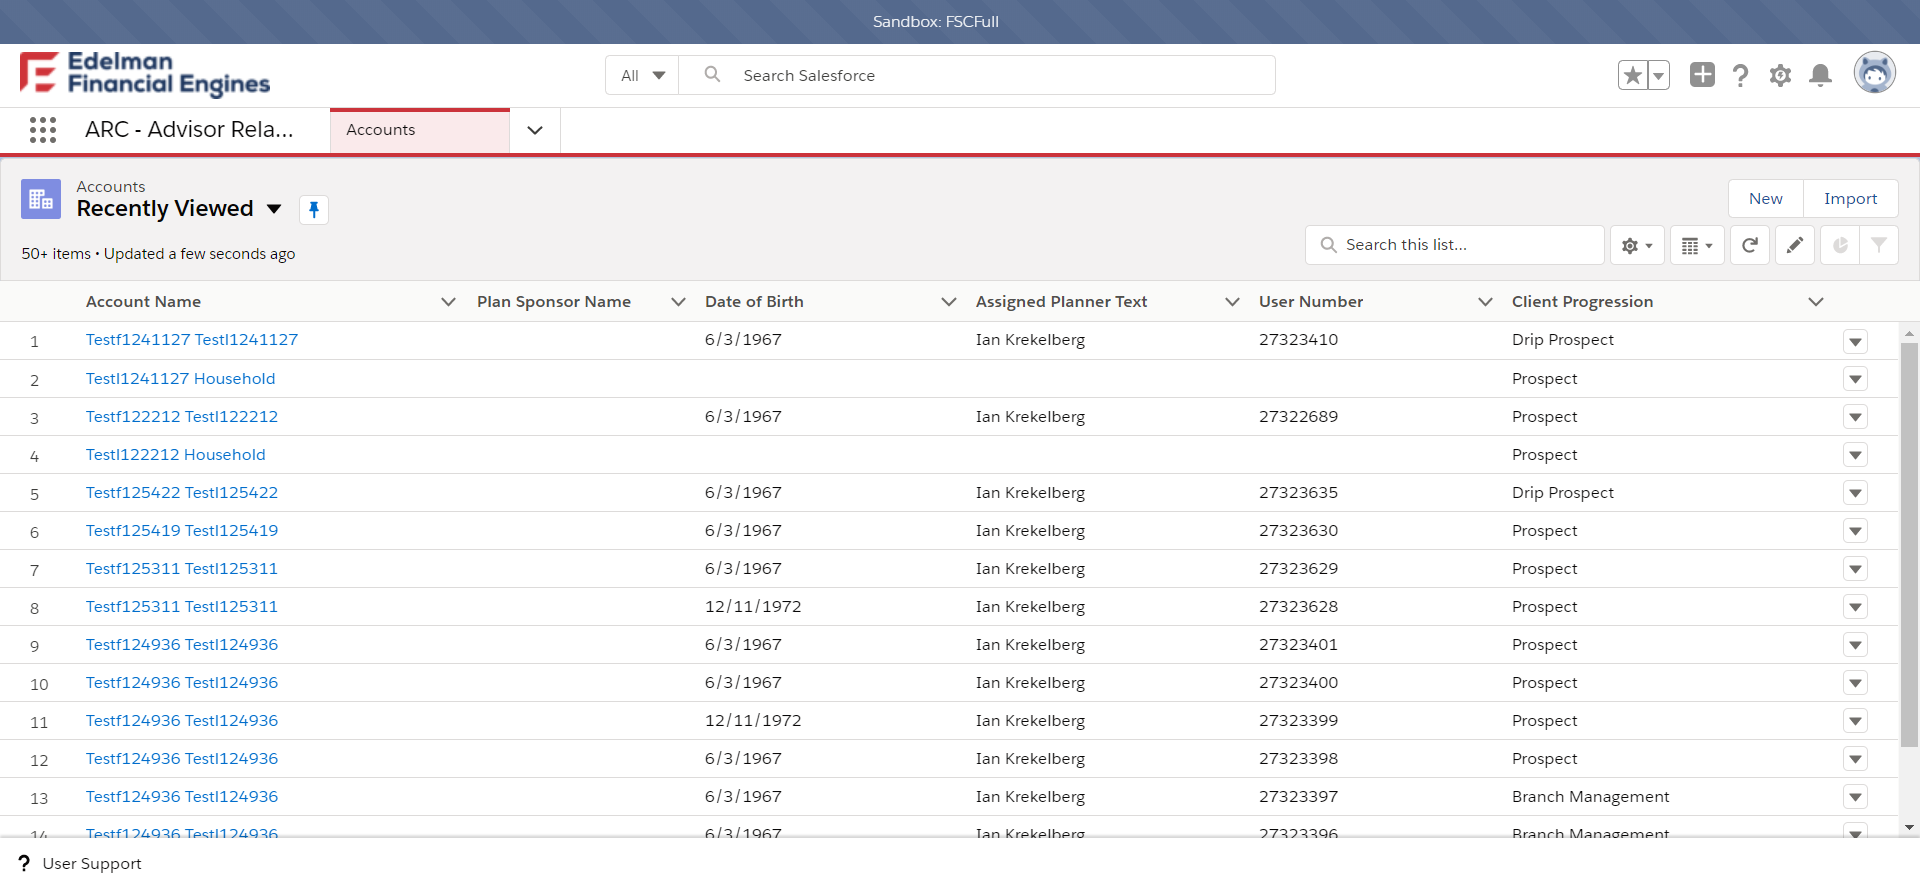 Sandbox: FSCFull
Edelman
Financial Engines
All Search Salesforce
ARC - Advisor Rela... Accounts
Accounts
Recently Viewed
New Import
50+ items • Updated a few seconds ago
Search this list...
Account Name Plan Sponsor Name Date of Birth Assigned Planner Text User Number Client Progression
1 Testf1241127 Testl1241127 6/3/1967 Ian Krekelberg 27323410 Drip Prospect
2 Testl1241127 Household Prospect
3 Testf122212 Testl122212 6/3/1967 Ian Krekelberg 27322689 Prospect
4 Testl122212 Household Prospect
5 Testf125422 Testl125422 6/3/1967 Ian Krekelberg 27323635 Drip Prospect
6 Testf125419 Testl125419 6/3/1967 Ian Krekelberg 27323630 Prospect
7 Testf125311 Testl125311 6/3/1967 Ian Krekelberg 27323629 Prospect
8 Testf125311 Testl125311 12/11/1972 Ian Krekelberg 27323628 Prospect
9 Testf124936 Testl124936 6/3/1967 Ian Krekelberg 27323401 Prospect
10 Testf124936 Testl124936 6/3/1967 Ian Krekelberg 27323400 Prospect
11 Testf124936 Testl124936 12/11/1972 Ian Krekelberg 27323399 Prospect
12 Testf124936 Testl124936 6/3/1967 Ian Krekelberg 27323398 Prospect
13 Testf124936 Testl124936 6/3/1967 Ian Krekelberg 27323397 Branch Management
14 Testf124936 Testl124936 6/3/1967 Ian Krekelberg 27323396 Branch Management
? User Support